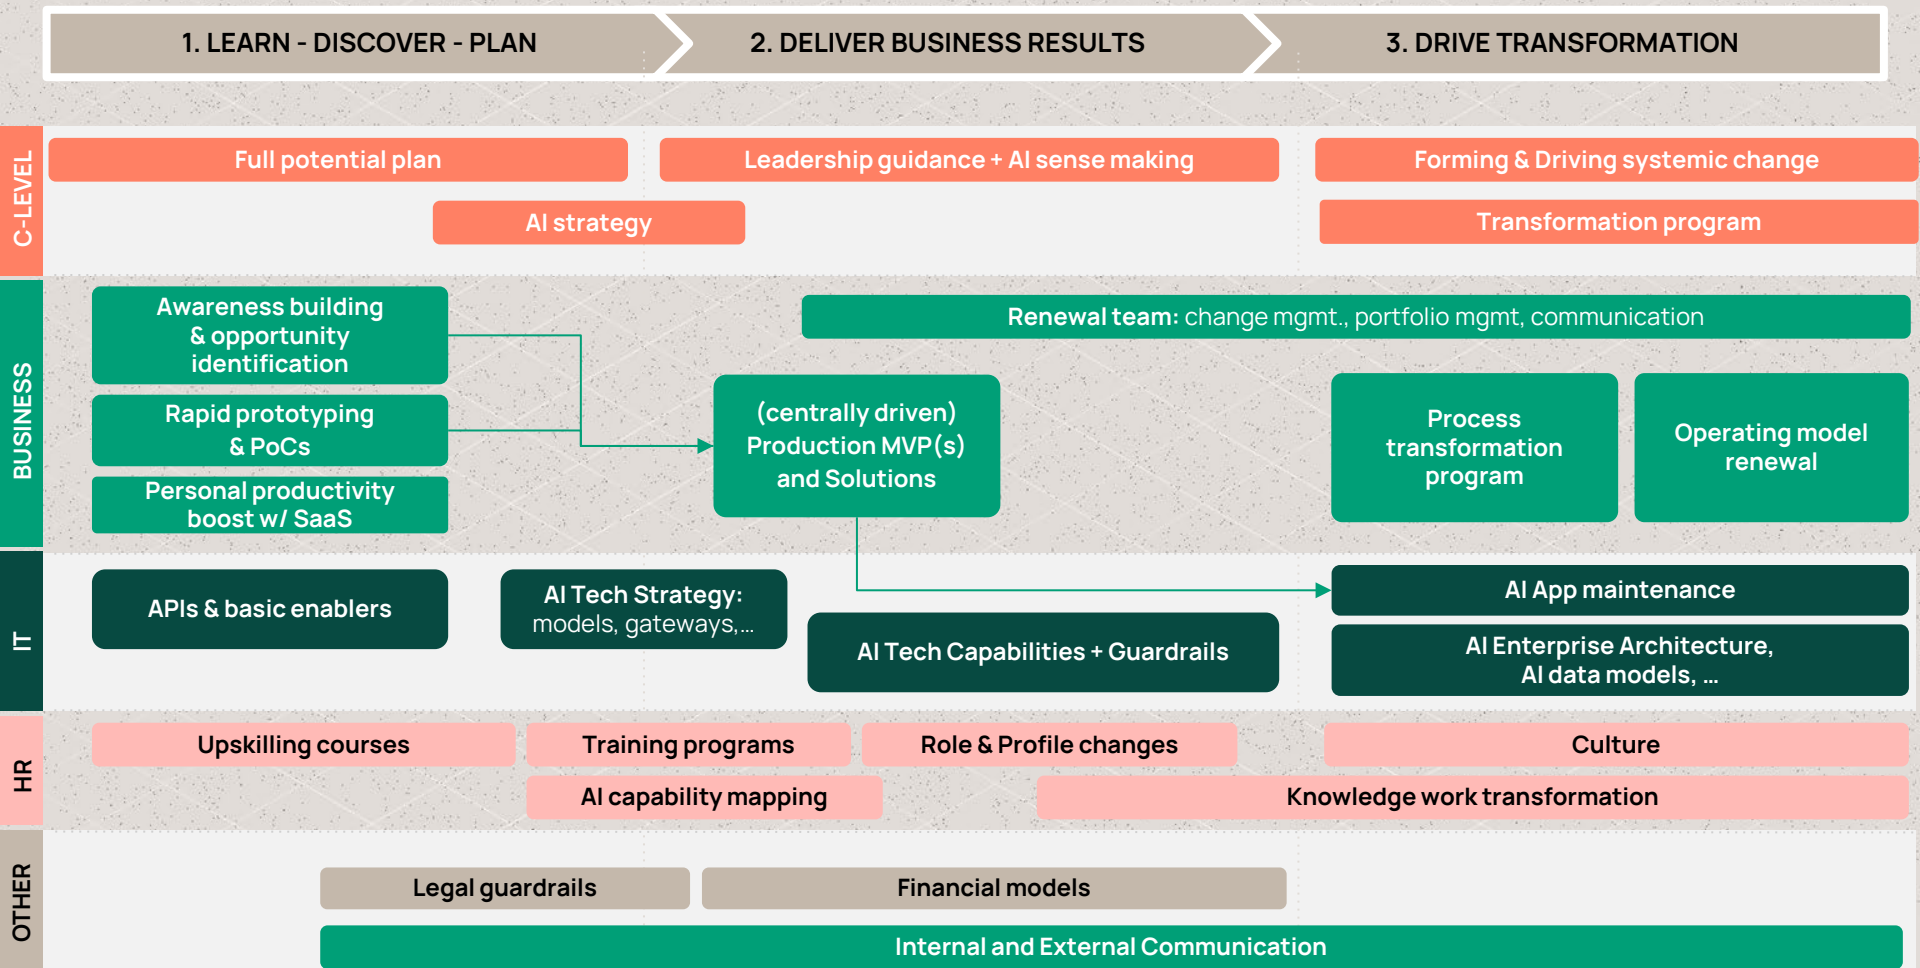 1. LEARN - DISCOVER - PLAN
2. DELIVER BUSINESS RESULTS
3. DRIVE TRANSFORMATION
C-LEVEL
Full potential plan
Leadership guidance + AI sense making
Forming & Driving systemic change
AI strategy
Transformation program
BUSINESS
Awareness building
& opportunity
identification
Renewal team: change mgmt., portfolio mgmt, communication
Rapid prototyping
& PoCs
(centrally driven)
Production MVP(s)
and Solutions
Process
transformation
program
Operating model
renewal
Personal productivity
boost w/ SaaS
IT
APIs & basic enablers
AI Tech Strategy:
models, gateways,...
AI Tech Capabilities + Guardrails
AI App maintenance
AI Enterprise Architecture,
AI data models, ...
HR
Upskilling courses
Training programs
Role & Profile changes
Culture
AI capability mapping
Knowledge work transformation
OTHER
Legal guardrails
Financial models
Internal and External Communication